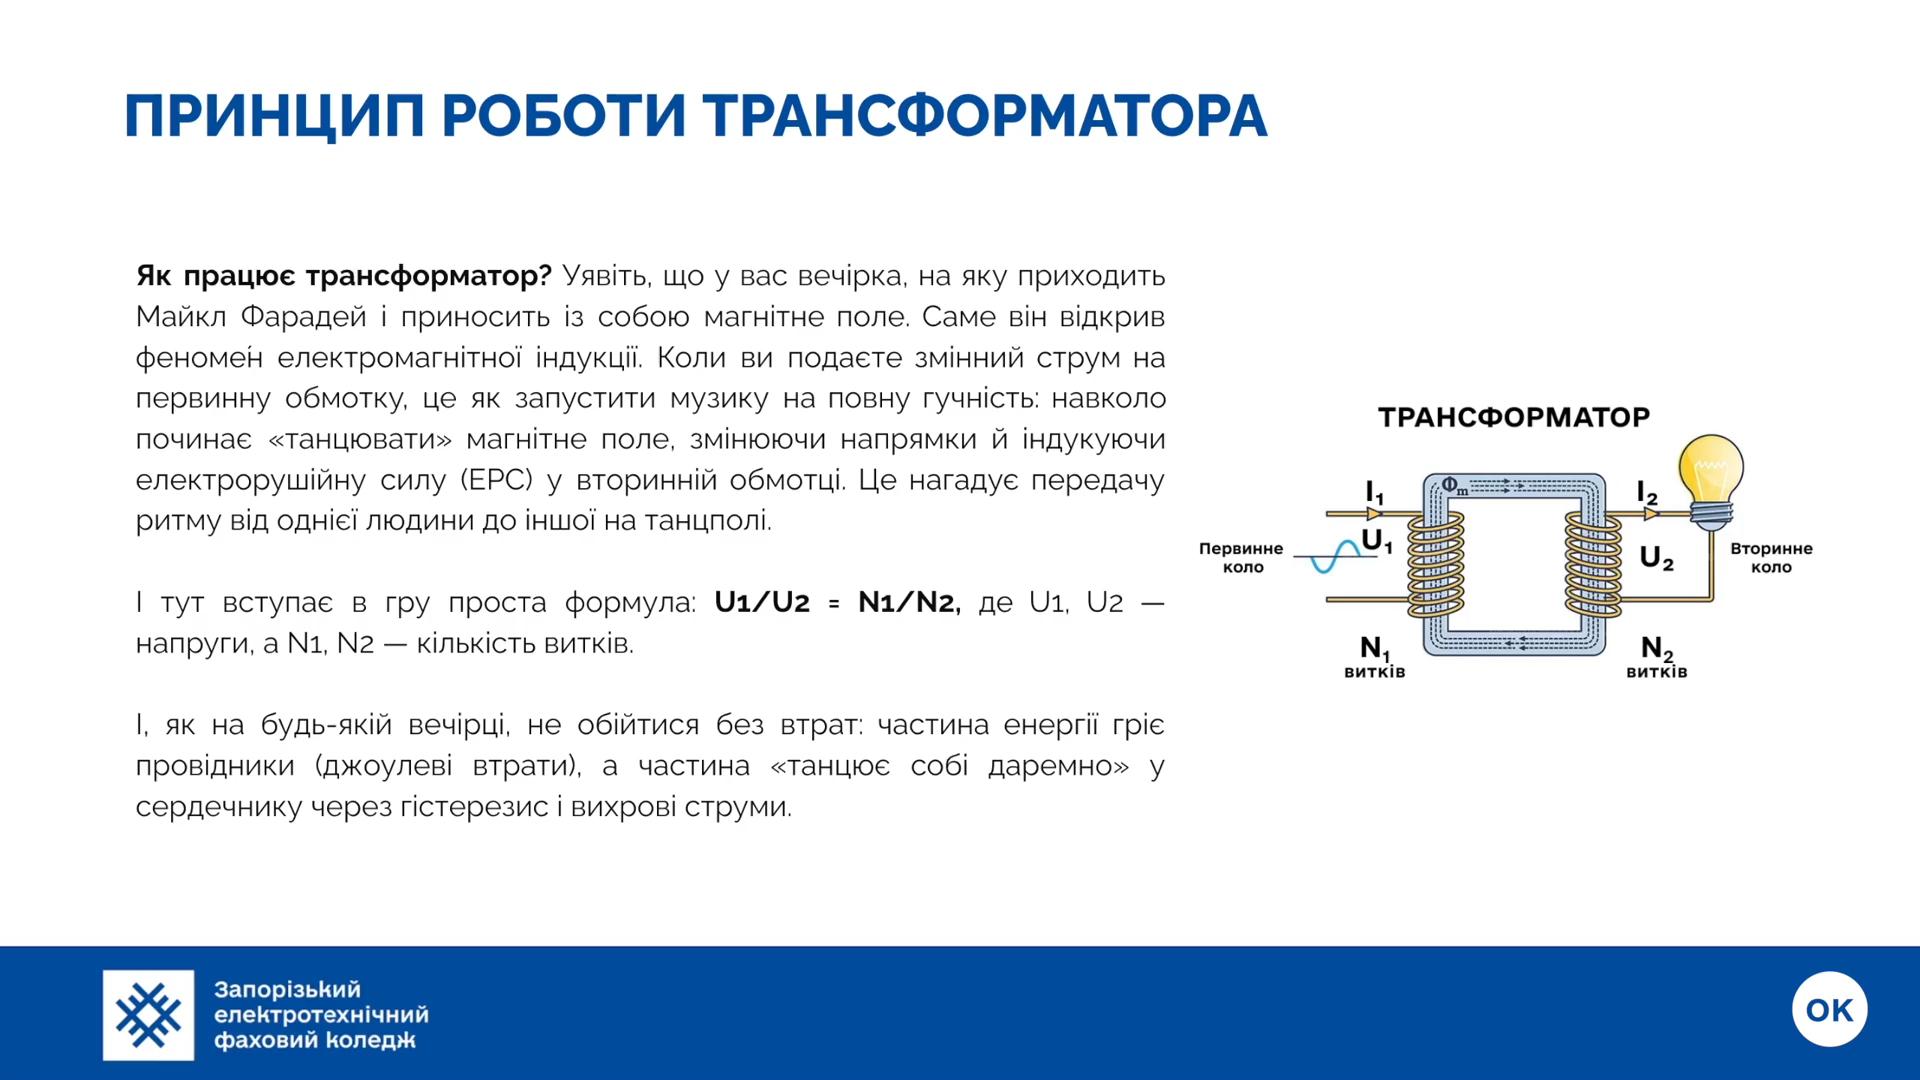 ПРИНЦИП РОБОТИ ТРАНСФОРМАТОРА
Як працює трансформатор? Уявіть, що у вас вечірка, на яку приходить
Майкл Фарадей і приносить із собою магнітне поле. Саме він відкрив
феноме́н електромагнітної індукції. Коли ви подаєте змінний струм на
первинну обмотку, це як запустити музику на повну гучність: навколо
починає «танцювати» магнітне поле, змінюючи напрямки й індукуючи
електрорушійну силу (ЕРС) у вторинній обмотці. Це нагадує передачу
ритму від однієї людини до іншої на танцполі.
І тут вступає в гру проста формула: U1/U2 = N1/N2, де U1, U2 —
напруги, а N1, N2 — кількість витків.
І, як на будь-якій вечірці, не обійтися без втрат: частина енергії гріє
провідники (джоулеві втрати), а частина «танцює собі даремно» у
сердечнику через гістерезис і вихрові струми.
ТРАНСФОРМАТОР
I₁
Φm
I₂
Первинне
коло
U₁
U₂
Вторинне
коло
N₁
витків
N₂
витків
Запорізький
електротехнічний
фаховий коледж
ОК